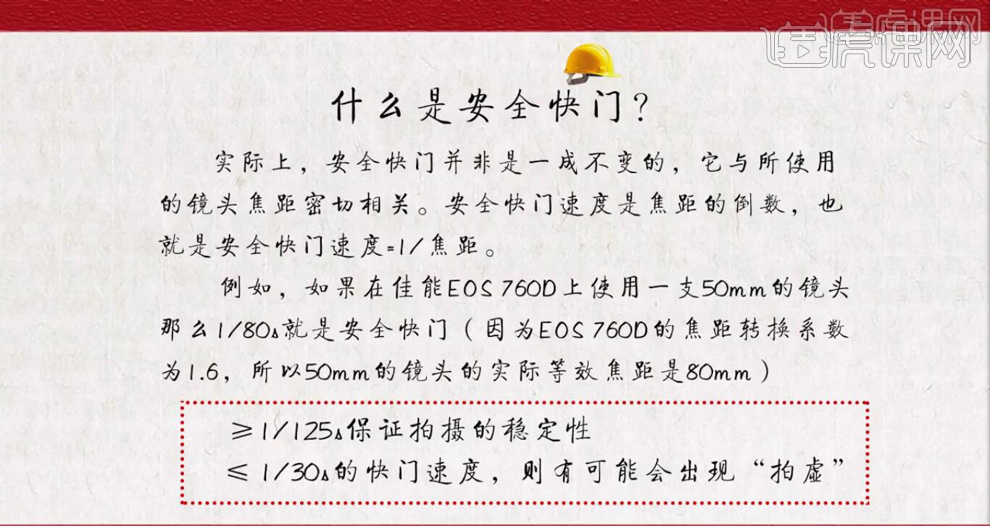 虎课网
什么是安全快门？
实际上，安全快门并非是一成不变的，它与所使用
的镜头焦距密切相关。安全快门速度是焦距的倒数，也
就是安全快门速度=1/焦距。
例如，如果在佳能EOS 760D上使用一支50mm的镜头
那么1/80s就是安全快门（因为EOS 760D的焦距转换系数
为1.6，所以50mm的镜头的实际等效焦距是80mm）
≥1/125s保证拍摄的稳定性
≤ 1/30s的快门速度，则有可能会出现“拍虚”